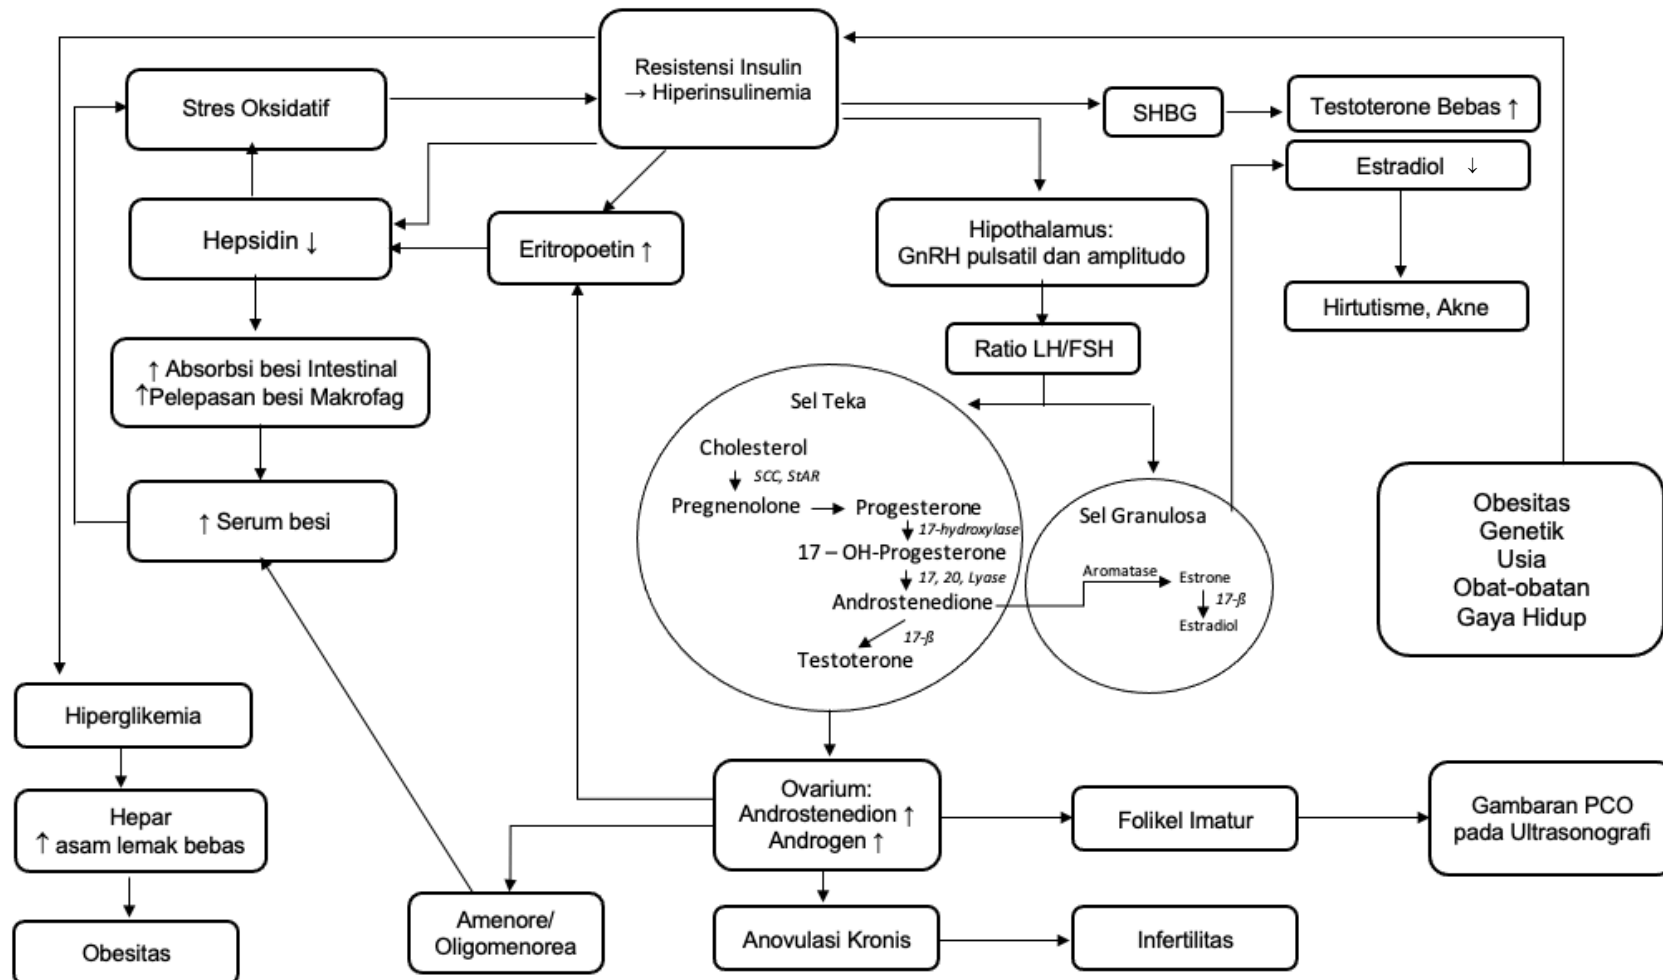 Resistensi Insulin
→ Hiperinsulinemia
Stres Oksidatif
SHBG
Testoterone Bebas ↑
Estradiol ↓
Hepsidin ↓
Eritropoetin ↑
Hipothalamus:
GnRH pulsatil dan amplitudo
Hirtutisme, Akne
Ratio LH/FSH
↑ Absorbsi besi Intestinal
↑Pelepasan besi Makrofag
Sel Teka
Cholesterol
SCC, StAR
Pregnenolone
Progesterone
17-hydroxylase
17 – OH-Progesterone
17, 20, Lyase
Androstenedione
17-ß
Testoterone
Sel Granulosa
Aromatase
Estrone
17-ß
Estradiol
↑ Serum besi
Obesitas
Genetik
Usia
Obat-obatan
Gaya Hidup
Hiperglikemia
Hepar
↑ asam lemak bebas
Obesitas
Ovarium:
Androstenedion ↑
Androgen ↑
Folikel Imatur
Gambaran PCO
pada Ultrasonografi
Amenore/
Oligomenorea
Anovulasi Kronis
Infertilitas